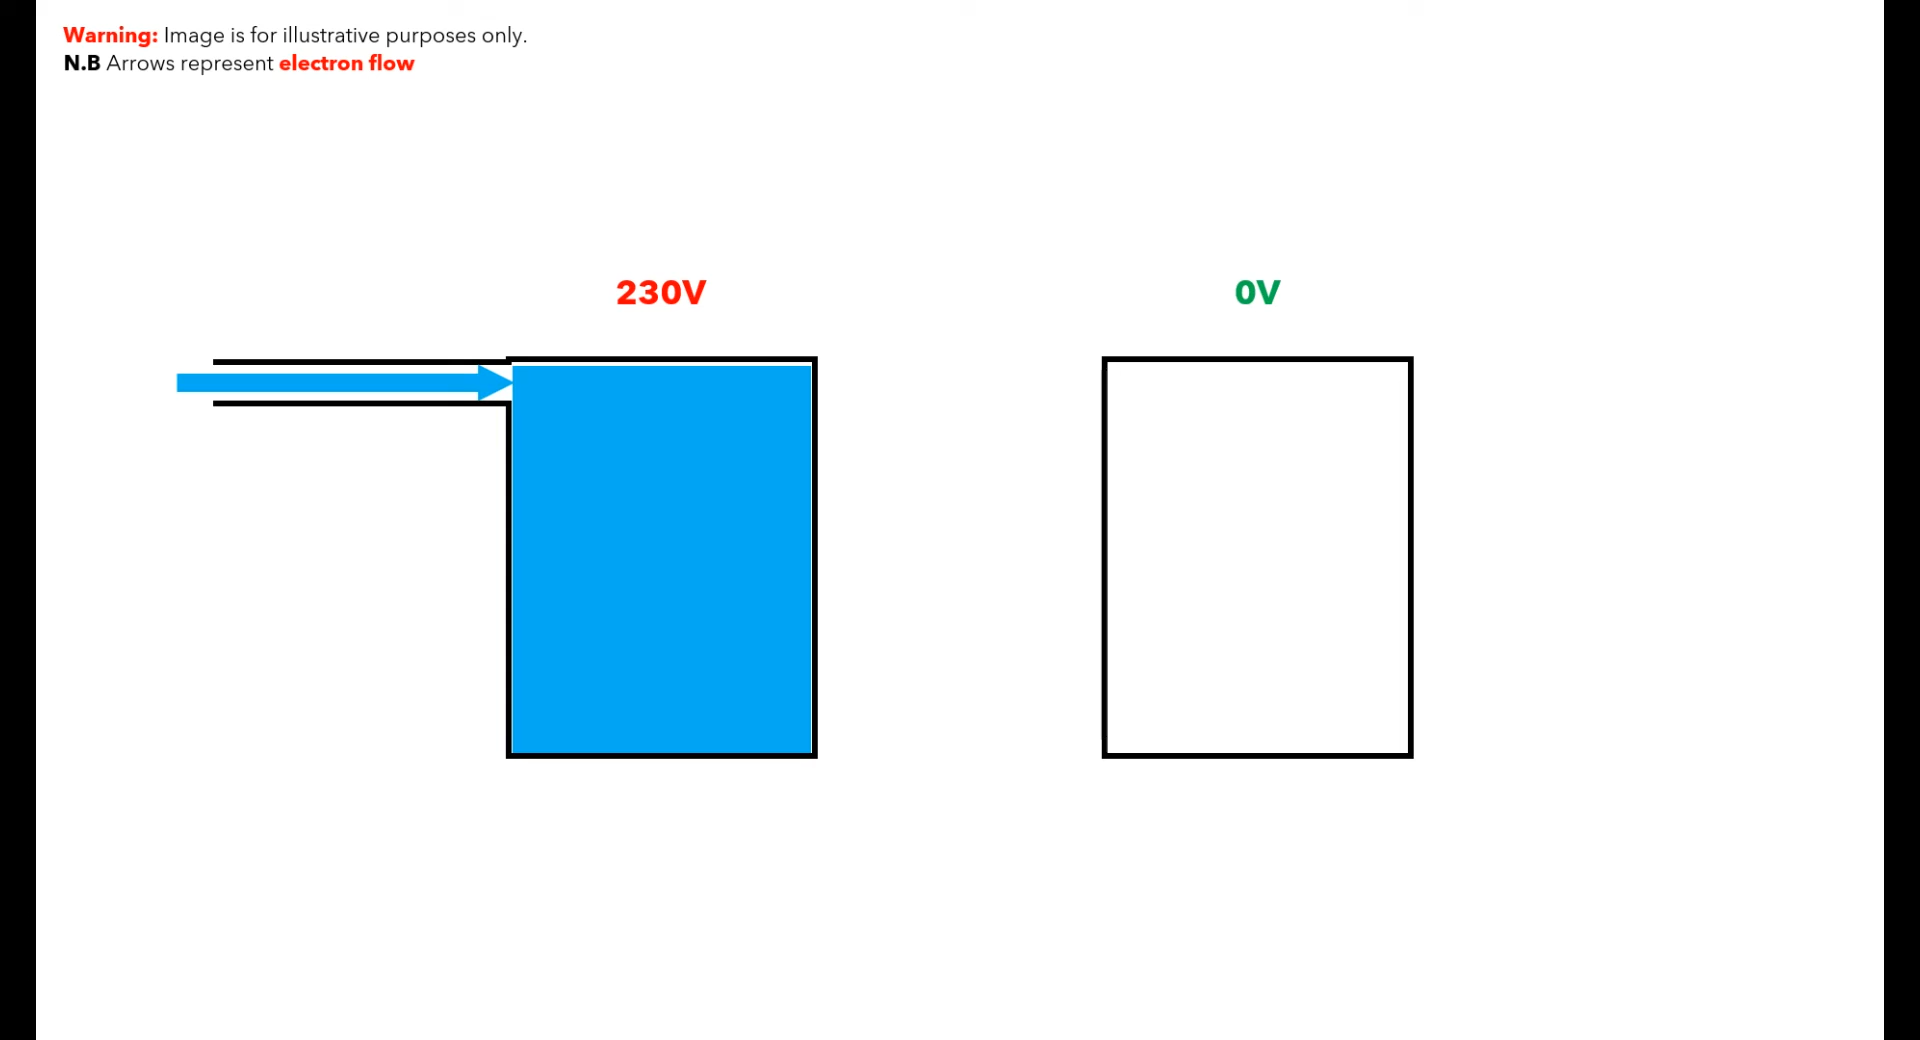 Warning: Image is for illustrative purposes only.
N.B Arrows represent electron flow
230V
0V